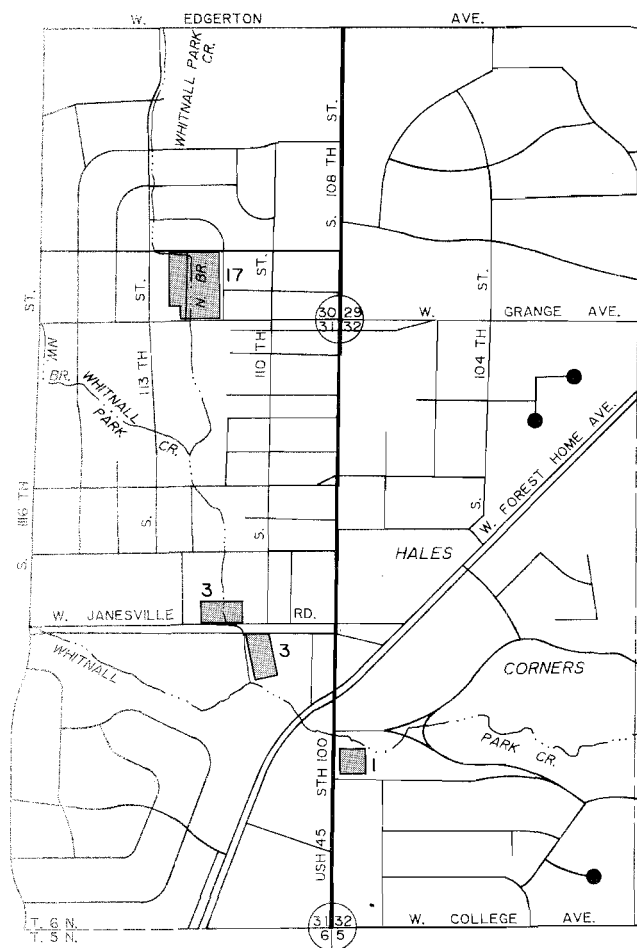 W. EDGERTON AVE.
WHITNALL PARK CR.
S. 108 TH ST.
N BR.
17
ST.
ST.
ST.
ST.
30 29
31 32
W. GRANGE AVE.
NW BR.
WHITNALL PARK CR.
S. 113 TH
S. 110 TH
S. 104 TH
W. FOREST HOME AVE.
S. 116 TH
HALES
3
W. JANESVILLE RD.
3
WHITNALL
CORNERS
PARK CR.
1
USH 45 STH 100
T. 6 N.
T. 5 N.
31 32
6 5
W. COLLEGE AVE.